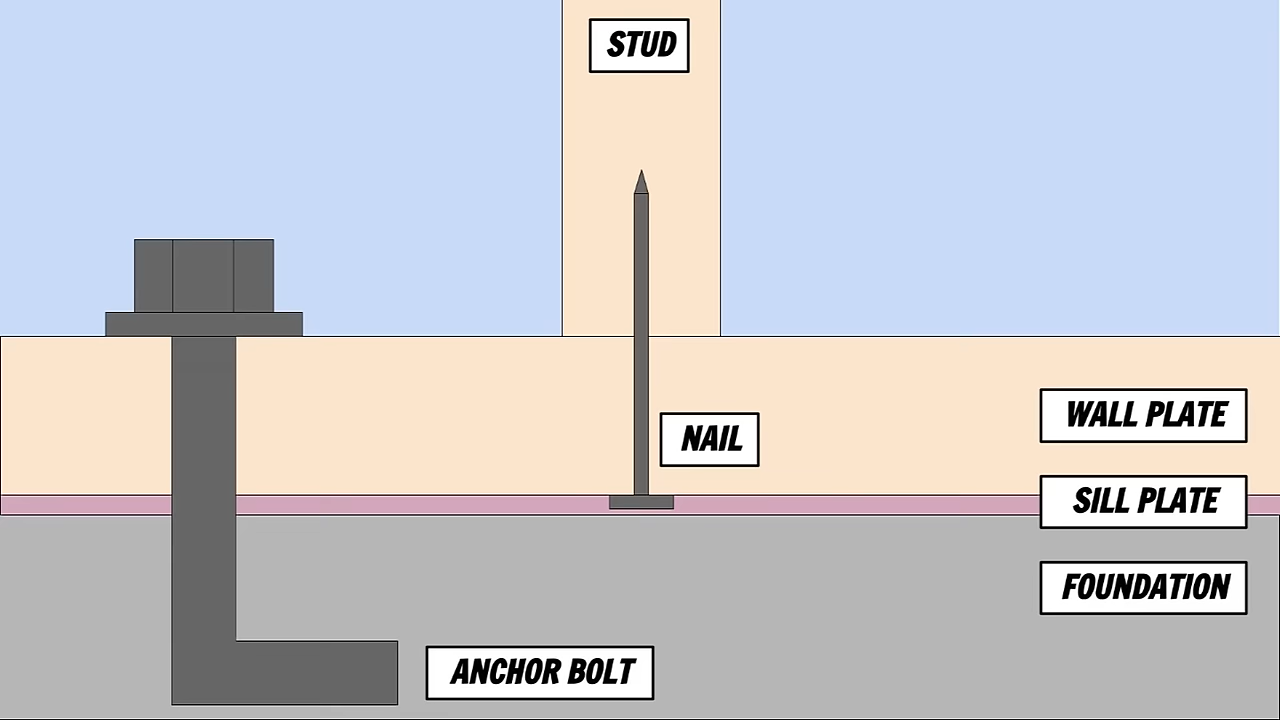 STUD
NAIL
WALL PLATE
SILL PLATE
FOUNDATION
ANCHOR BOLT